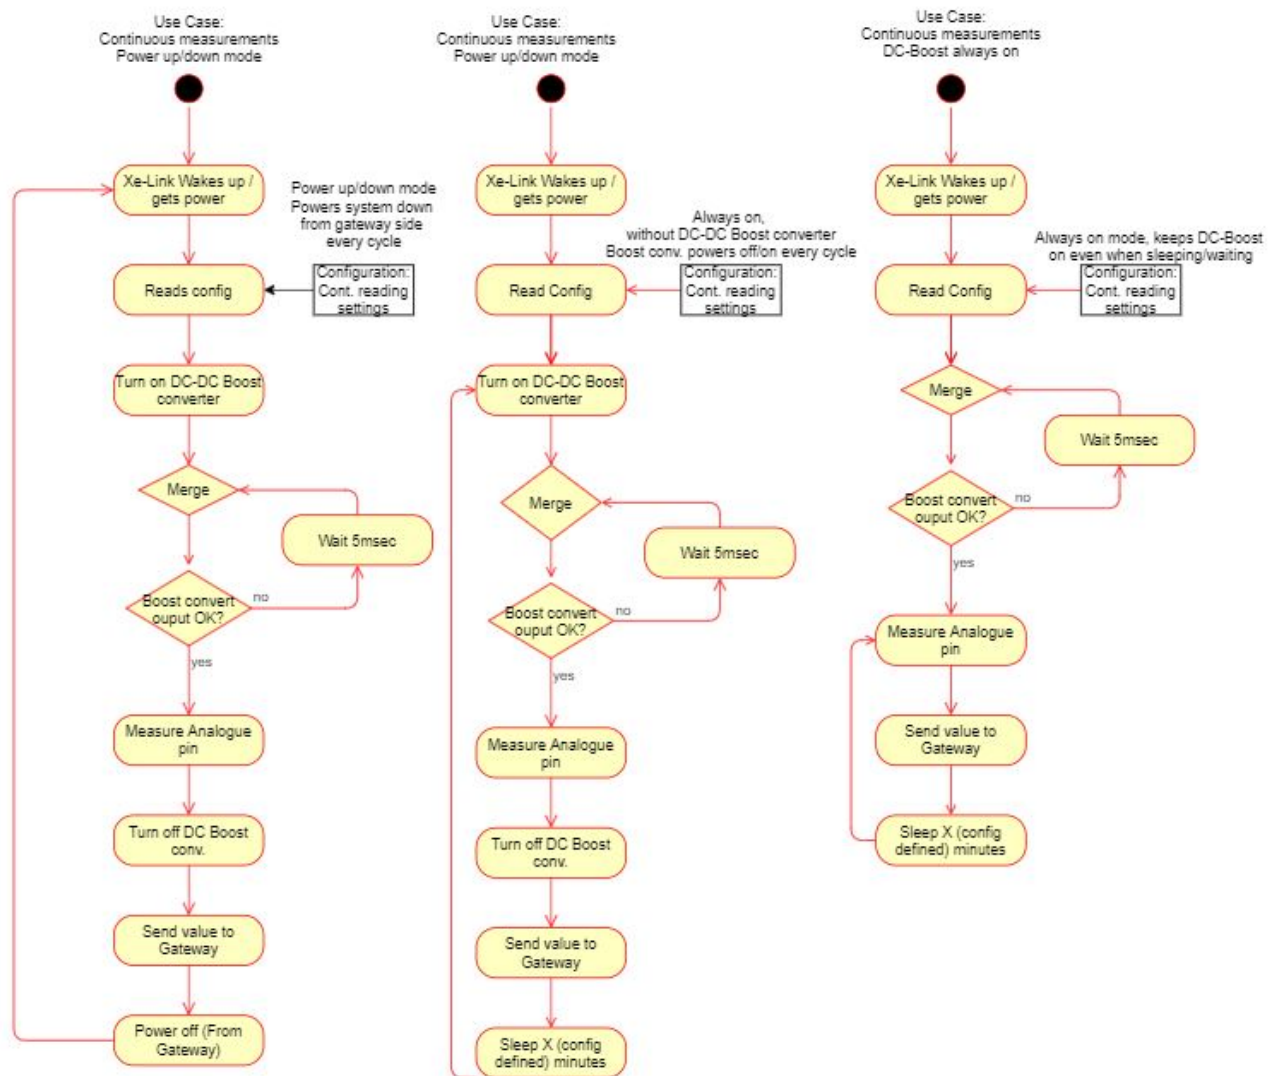 Use Case:
Continuous measurements
Power up/down mode
Xe-Link Wakes up /
gets power
Power up/down mode
Powers system down
from gateway side
every cycle
Reads config
Configuration:
Cont. reading
settings
Turn on DC-DC Boost
converter
Merge
Wait 5msec
Boost convert
ouput OK?
no
yes
Measure Analogue
pin
Turn off DC Boost
conv.
Send value to
Gateway
Power off (From
Gateway)
Use Case:
Continuous measurements
Power up/down mode
Xe-Link Wakes up /
gets power
Always on,
without DC-DC Boost converter
Boost conv. powers off/on every cycle
Read Config
Configuration:
Cont. reading
settings
Turn on DC-DC Boost
converter
Merge
Wait 5msec
Boost convert
ouput OK?
no
yes
Measure Analogue
pin
Turn off DC Boost
conv.
Send value to
Gateway
Sleep X (config
defined) minutes
Use Case:
Continuous measurements
DC-Boost always on
Xe-Link Wakes up /
gets power
Always on mode, keeps DC-Boost
on even when sleeping/waiting
Read Config
Configuration:
Cont. reading
settings
Merge
Wait 5msec
Boost convert
ouput OK?
no
yes
Measure Analogue
pin
Send value to
Gateway
Sleep X (config
defined) minutes